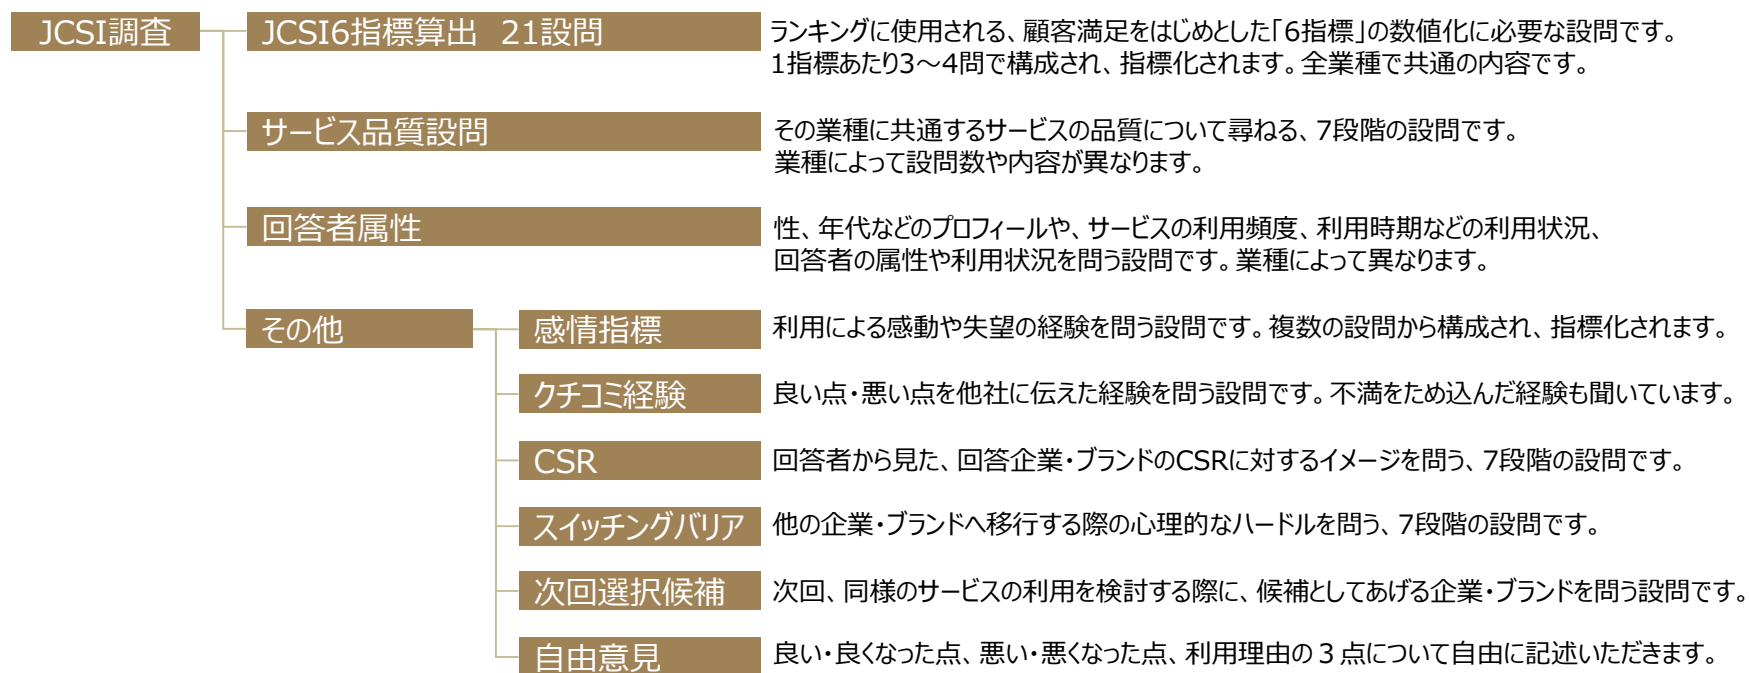 JCSI調査
JCSI6指標算出 21設問
ランキングに使用される、顧客満足をはじめとした「6指標」の数値化に必要な設問です。
1指標あたり3～4問で構成され、指標化されます。全業種で共通の内容です。
サービス品質設問
その業種に共通するサービスの品質について尋ねる、7段階の設問です。
業種によって設問数や内容が異なります。
回答者属性
性、年代などのプロフィールや、サービスの利用頻度、利用時期などの利用状況、
回答者の属性や利用状況を問う設問です。業種によって異なります。
その他
感情指標
利用による感動や失望の経験を問う設問です。複数の設問から構成され、指標化されます。
クチコミ経験
良い点・悪い点を他社に伝えた経験を問う設問です。不満をため込んだ経験も聞いています。
CSR
回答者から見た、回答企業・ブランドのCSRに対するイメージを問う、7段階の設問です。
スイッチングバリア
他の企業・ブランドへ移行する際の心理的なハードルを問う、7段階の設問です。
次回選択候補
次回、同様のサービスの利用を検討する際に、候補としてあげる企業・ブランドを問う設問です。
自由意見
良い・良くなった点、悪い・悪くなった点、利用理由の３点について自由に記述いただきます。